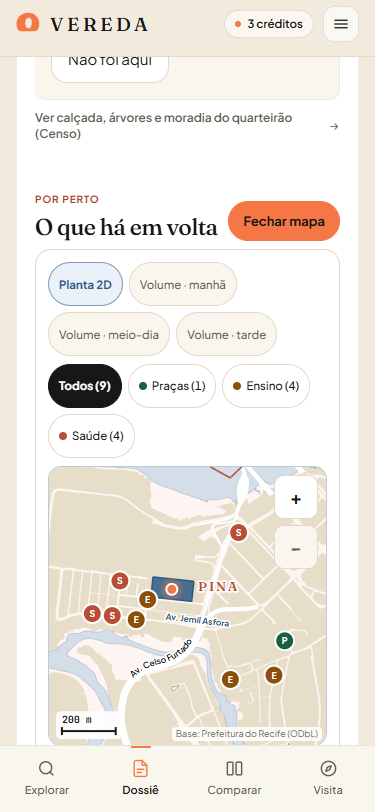 VEREDA
3 créditos
Não foi aqui
Ver calçada, árvores e moradia do quarteirão
(Censo)
→
POR PERTO
O que há em volta
Fechar mapa
Planta 2D
Volume · manhã
Volume · meio-dia
Volume · tarde
Todos (9)
Praças (1)
Ensino (4)
Saúde (4)
+
−
S
S
PINA
E
S
S
E
Av. Jemil Asfora
P
Av. Celso Furtado
E
E
200 m
Base: Prefeitura do Recife (ODbL)
Explorar
Dossiê
Comparar
Visita